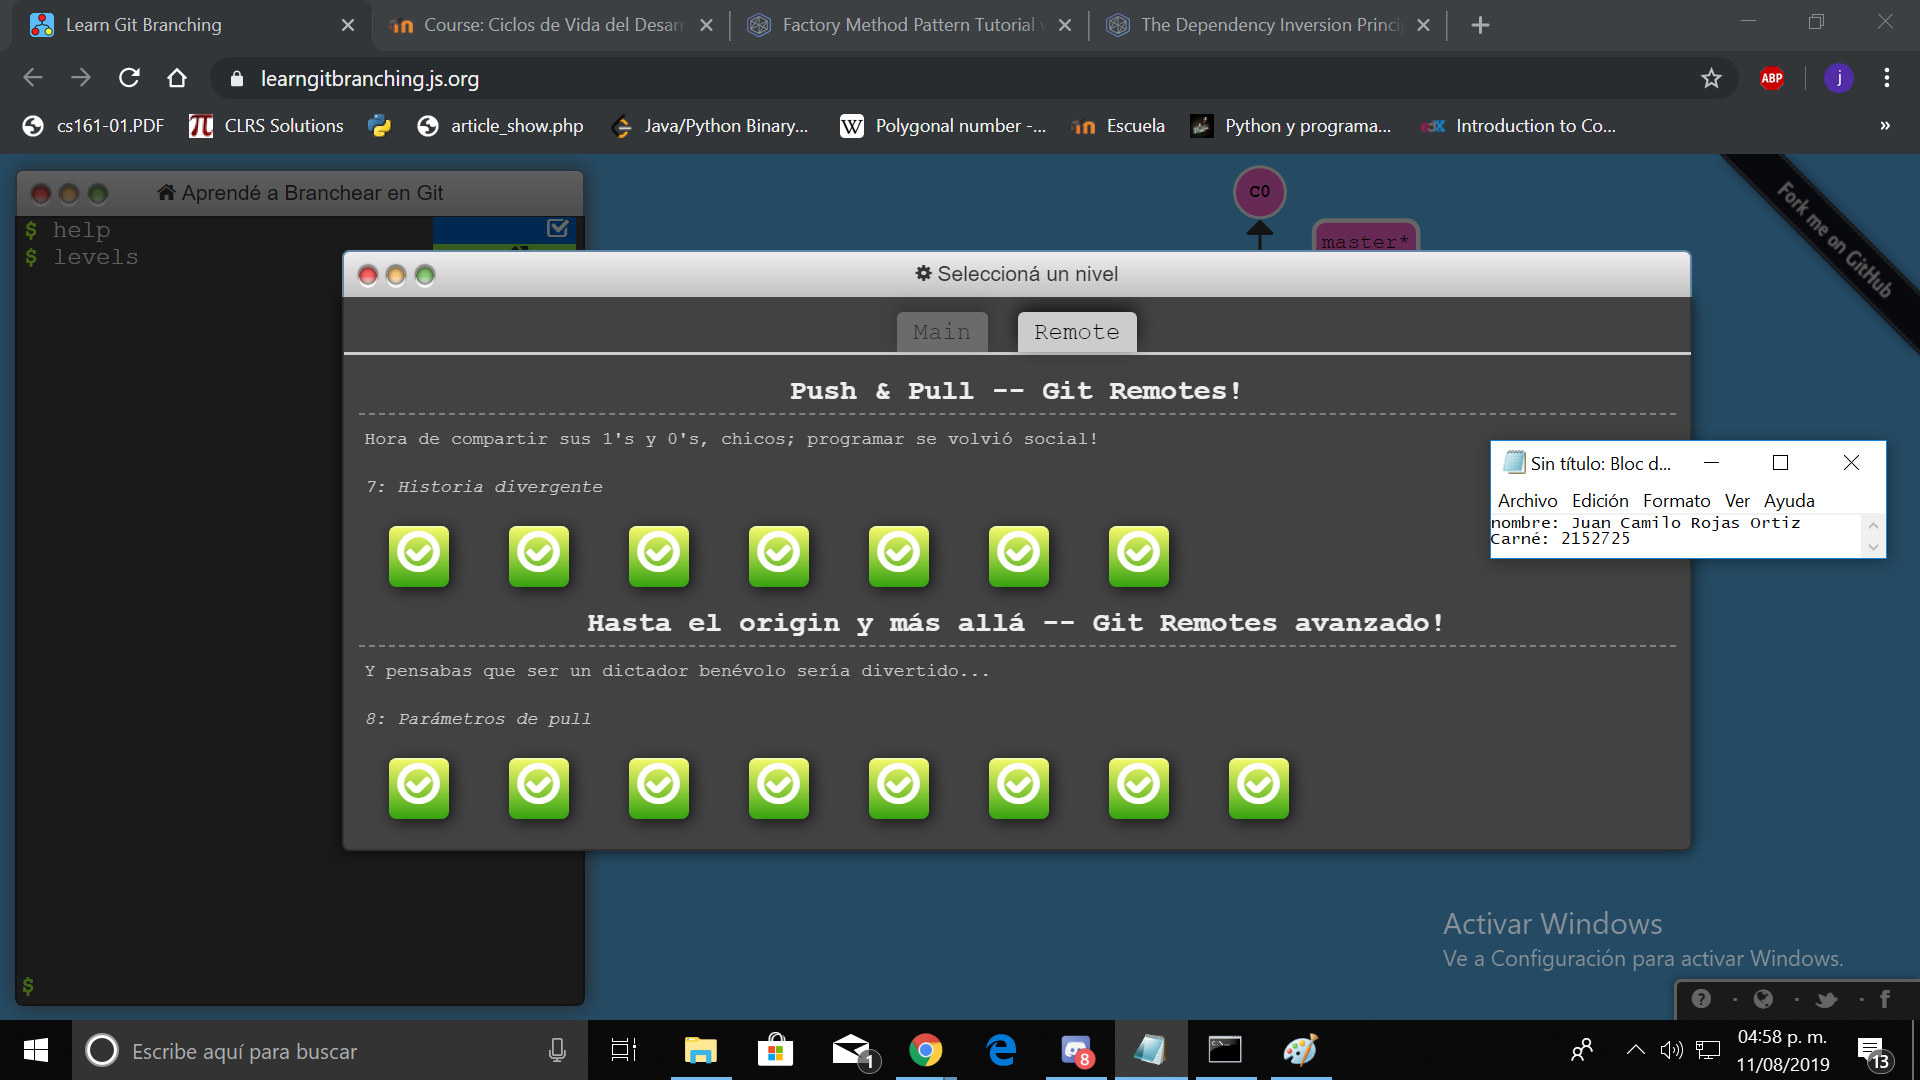 Learn Git Branching
Course: Ciclos de Vida del Desarr
Factory Method Pattern Tutorial
The Dependency Inversion Princi
learngitbranching.js.org
ABP
j
cs161-01.PDF
CLRS Solutions
article_show.php
Java/Python Binary...
W
Polygonal number -...
Escuela
Python y programa...
edX
Introduction to Co...
»
Aprendé a Branchear en Git
$ help
$ levels
$
C0
master*
Fork me on GitHub
Seleccioná un nivel
Main
Remote
Push & Pull -- Git Remotes!
Hora de compartir sus 1's y 0's, chicos; programar se volvió social!
7: Historia divergente
Hasta el origin y más allá -- Git Remotes avanzado!
Y pensabas que ser un dictador benévolo sería divertido...
8: Parámetros de pull
Sin título: Bloc d...
Archivo Edición Formato Ver Ayuda
nombre: Juan Camilo Rojas Ortiz
Carné: 2152725
Activar Windows
Ve a Configuración para activar Windows.
Escribe aquí para buscar
1
8
04:58 p. m.
11/08/2019
13